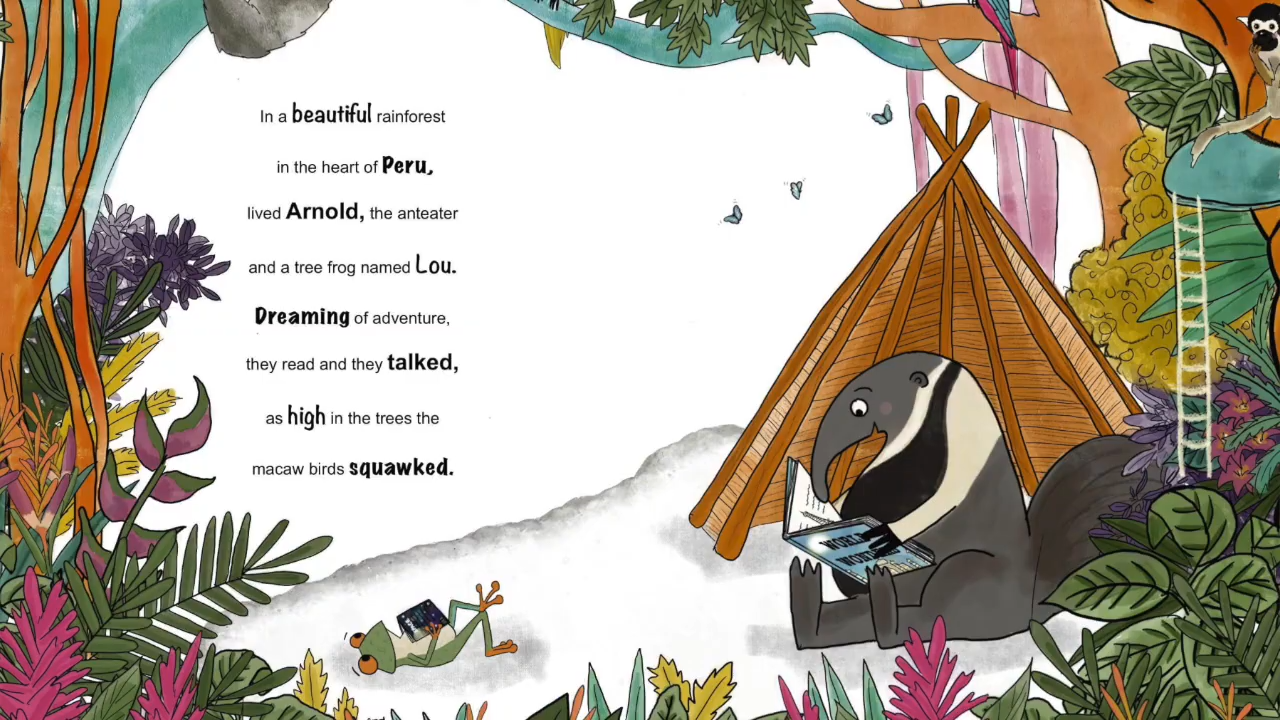 In a beautiful rainforest
in the heart of Peru,
lived Arnold, the anteater
and a tree frog named Lou.
Dreaming of adventure,
they read and they talked,
as high in the trees the
macaw birds squawked.
WORLD